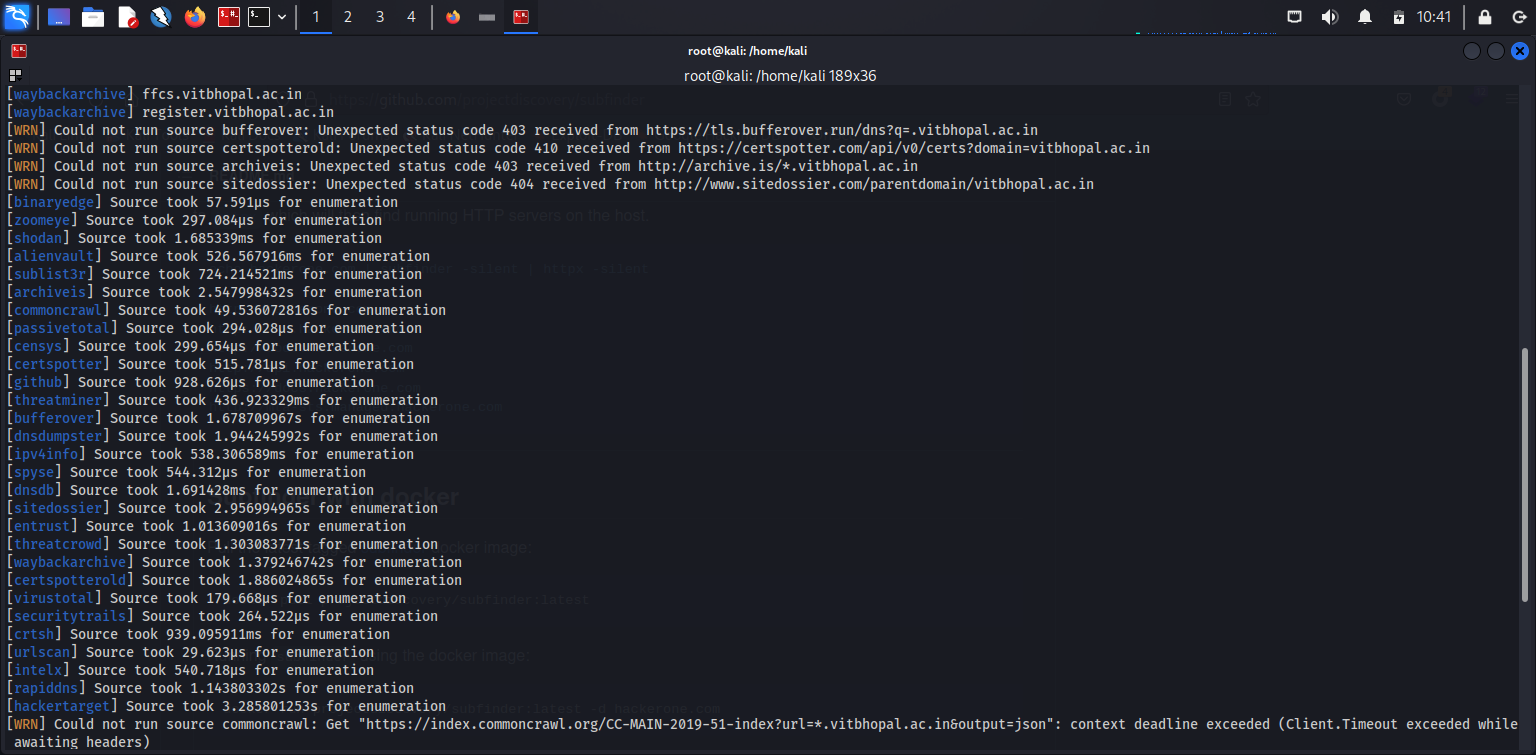 1 2 3 4 10:41
root@kali: /home/kali
root@kali: /home/kali 189x36
[waybackarchive] ffcs.vitbhopal.ac.in
[waybackarchive] register.vitbhopal.ac.in
[WRN] Could not run source bufferover: Unexpected status code 403 received from https://tls.bufferover.run/dns?q=.vitbhopal.ac.in
[WRN] Could not run source certspotterold: Unexpected status code 410 received from https://certspotter.com/api/v0/certs?domain=vitbhopal.ac.in
[WRN] Could not run source archiveis: Unexpected status code 403 received from http://archive.is/*.vitbhopal.ac.in
[WRN] Could not run source sitedossier: Unexpected status code 404 received from http://www.sitedossier.com/parentdomain/vitbhopal.ac.in
[binaryedge] Source took 57.591µs for enumeration
[zoomeye] Source took 297.084µs for enumeration
[shodan] Source took 1.685339ms for enumeration
[alienvault] Source took 526.567916ms for enumeration
[sublist3r] Source took 724.214521ms for enumeration
[archiveis] Source took 2.547998432s for enumeration
[commoncrawl] Source took 49.536072816s for enumeration
[passivetotal] Source took 294.028µs for enumeration
[censys] Source took 299.654µs for enumeration
[certspotter] Source took 515.781µs for enumeration
[github] Source took 928.626µs for enumeration
[threatminer] Source took 436.923329ms for enumeration
[bufferover] Source took 1.678709967s for enumeration
[dnsdumpster] Source took 1.944245992s for enumeration
[ipv4info] Source took 538.306589ms for enumeration
[spyse] Source took 544.312µs for enumeration
[dnsdb] Source took 1.691428ms for enumeration
[sitedossier] Source took 2.956994965s for enumeration
[entrust] Source took 1.013609016s for enumeration
[threatcrowd] Source took 1.303083771s for enumeration
[waybackarchive] Source took 1.379246742s for enumeration
[certspotterold] Source took 1.886024865s for enumeration
[virustotal] Source took 179.668µs for enumeration
[securitytrails] Source took 264.522µs for enumeration
[crtsh] Source took 939.095911ms for enumeration
[urlscan] Source took 29.623µs for enumeration
[intelx] Source took 540.718µs for enumeration
[rapiddns] Source took 1.143803302s for enumeration
[hackertarget] Source took 3.285801253s for enumeration
[WRN] Could not run source commoncrawl: Get "https://index.commoncrawl.org/CC-MAIN-2019-51-index?url=*.vitbhopal.ac.in&output=json": context deadline exceeded (Client.Timeout exceeded while
awaiting headers)